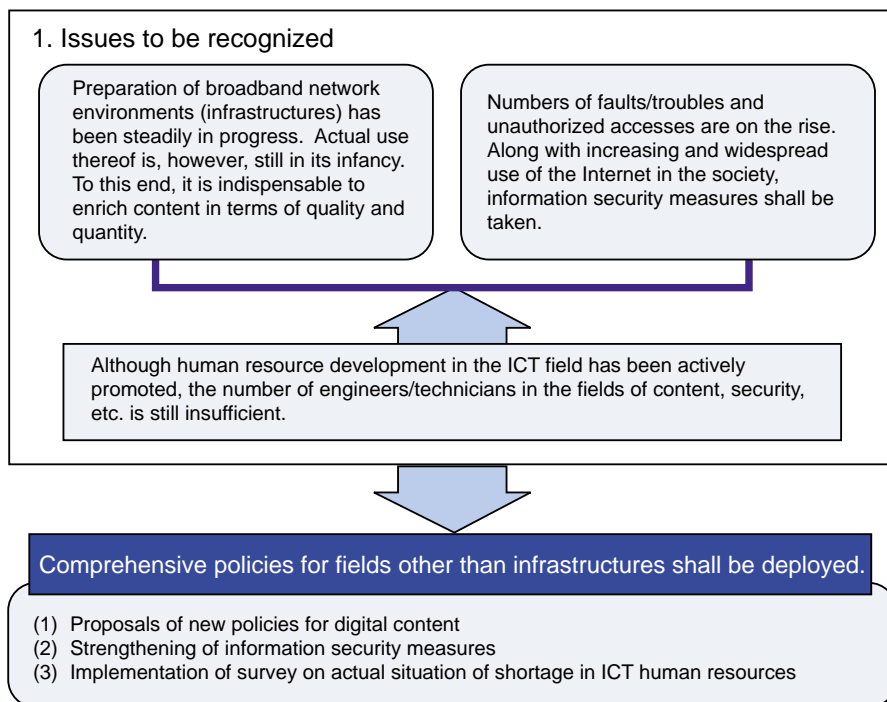 1. Issues to be recognized
Preparation of broadband network
environments (infrastructures) has
been steadily in progress. Actual use
thereof is, however, still in its infancy.
To this end, it is indispensable to
enrich content in terms of quality and
quantity.
Numbers of faults/troubles and
unauthorized accesses are on the rise.
Along with increasing and widespread
use of the Internet in the society,
information security measures shall be
taken.
Although human resource development in the ICT field has been actively
promoted, the number of engineers/technicians in the fields of content, security,
etc. is still insufficient.
Comprehensive policies for fields other than infrastructures shall be deployed.
(1) Proposals of new policies for digital content
(2) Strengthening of information security measures
(3) Implementation of survey on actual situation of shortage in ICT human resources